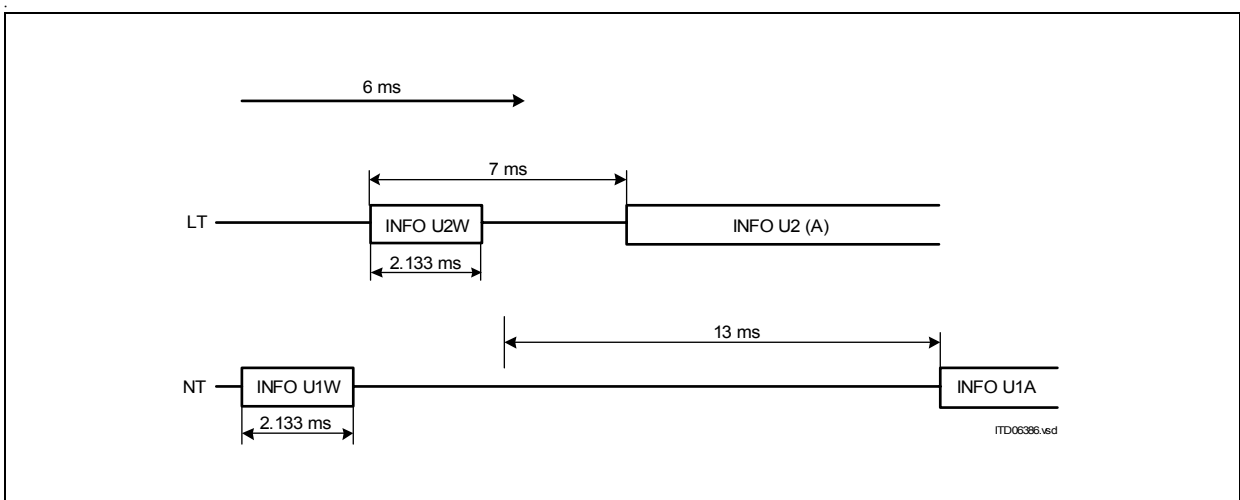 6 ms
7 ms
LT
INFO U2W
INFO U2 (A)
2.133 ms
13 ms
NT
INFO U1W
INFO U1A
2.133 ms
ITD06386.vsd